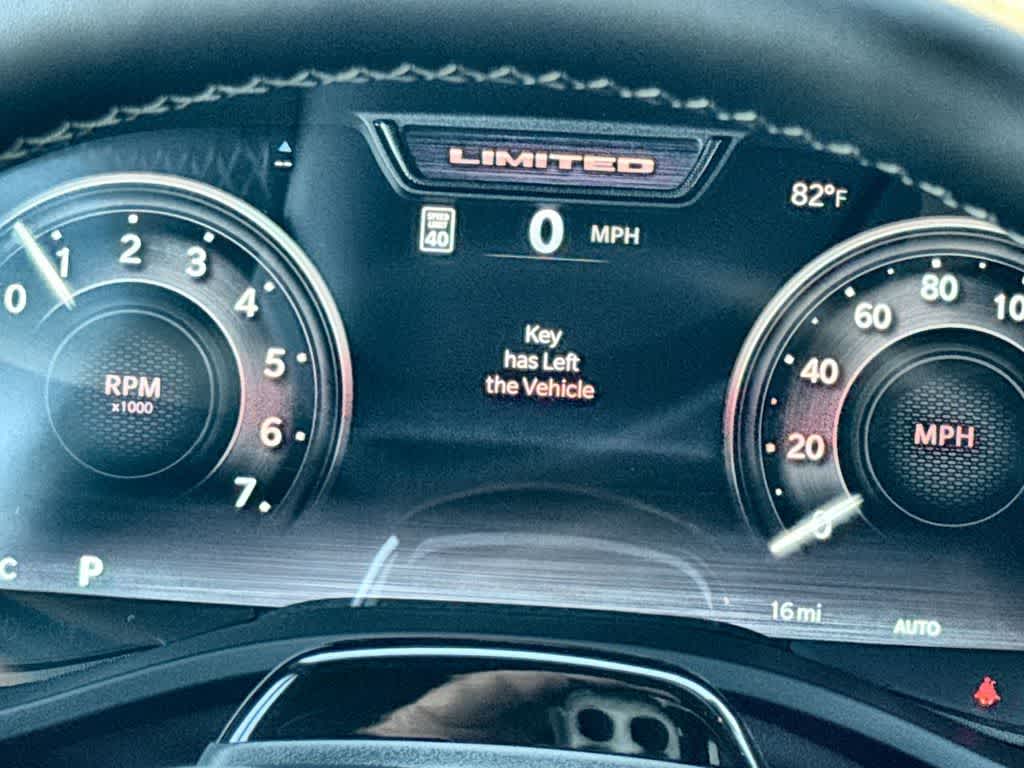 LIMITED
82°F
SPEED
LIMIT
40
0 MPH
0 1 2 3 4 5 6 7
RPM
x1000
Key
has Left
the Vehicle
0 20 40 60 80 10
MPH
C P
16 mi
AUTO